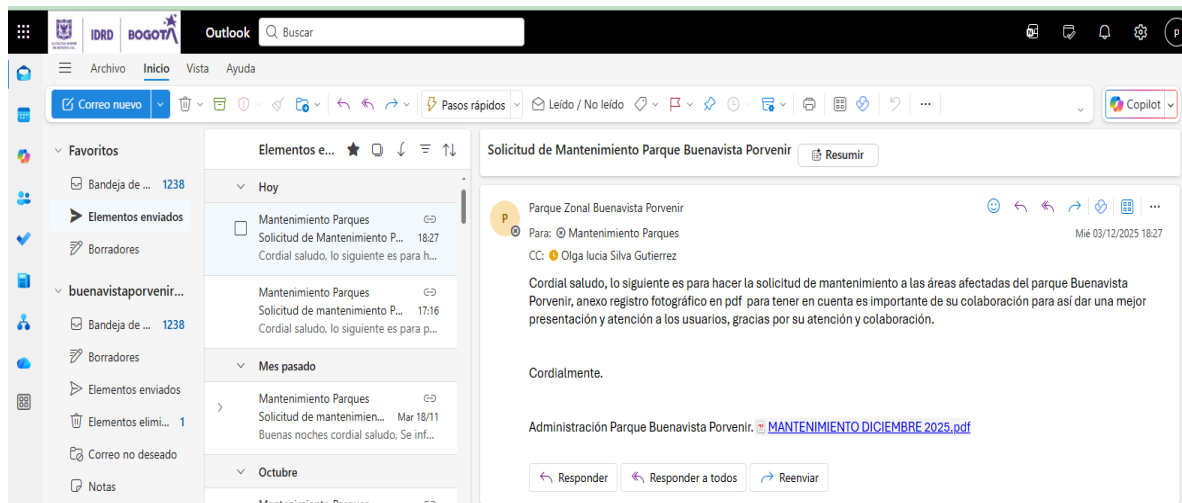 IDRD
BOGOTÁ
Outlook
Buscar
P
Archivo
Inicio
Vista
Ayuda
Correo nuevo
Pasos rápidos
Leído / No leído
Copilot
Favoritos
Bandeja de ... 1238
Elementos enviados
Borradores
buenavistaporvenir...
Bandeja de ... 1238
Borradores
Elementos enviados
Elementos elimi... 1
Correo no deseado
Notas
Elementos e...
Hoy
Mantenimiento Parques
Solicitud de Mantenimiento P... 18:27
Cordial saludo, lo siguiente es para h...
Mantenimiento Parques
Solicitud de mantenimiento P... 17:16
Cordial saludo, lo siguiente es para p...
Mes pasado
Mantenimiento Parques
Solicitud de mantenimien... Mar 18/11
Buenas noches cordial saludo, Se inf...
Octubre
Solicitud de Mantenimiento Parque Buenavista Porvenir
Resumir
P
Parque Zonal Buenavista Porvenir
Para: Mantenimiento Parques
Mié 03/12/2025 18:27
CC: Olga lucia Silva Gutierrez
Cordial saludo, lo siguiente es para hacer la solicitud de mantenimiento a las áreas afectadas del parque Buenavista
Porvenir, anexo registro fotográfico en pdf para tener en cuenta es importante de su colaboración para así dar una mejor
presentación y atención a los usuarios, gracias por su atención y colaboración.
Cordialmente.
Administración Parque Buenavista Porvenir. MANTENIMIENTO DICIEMBRE 2025.pdf
Responder
Responder a todos
Reenviar